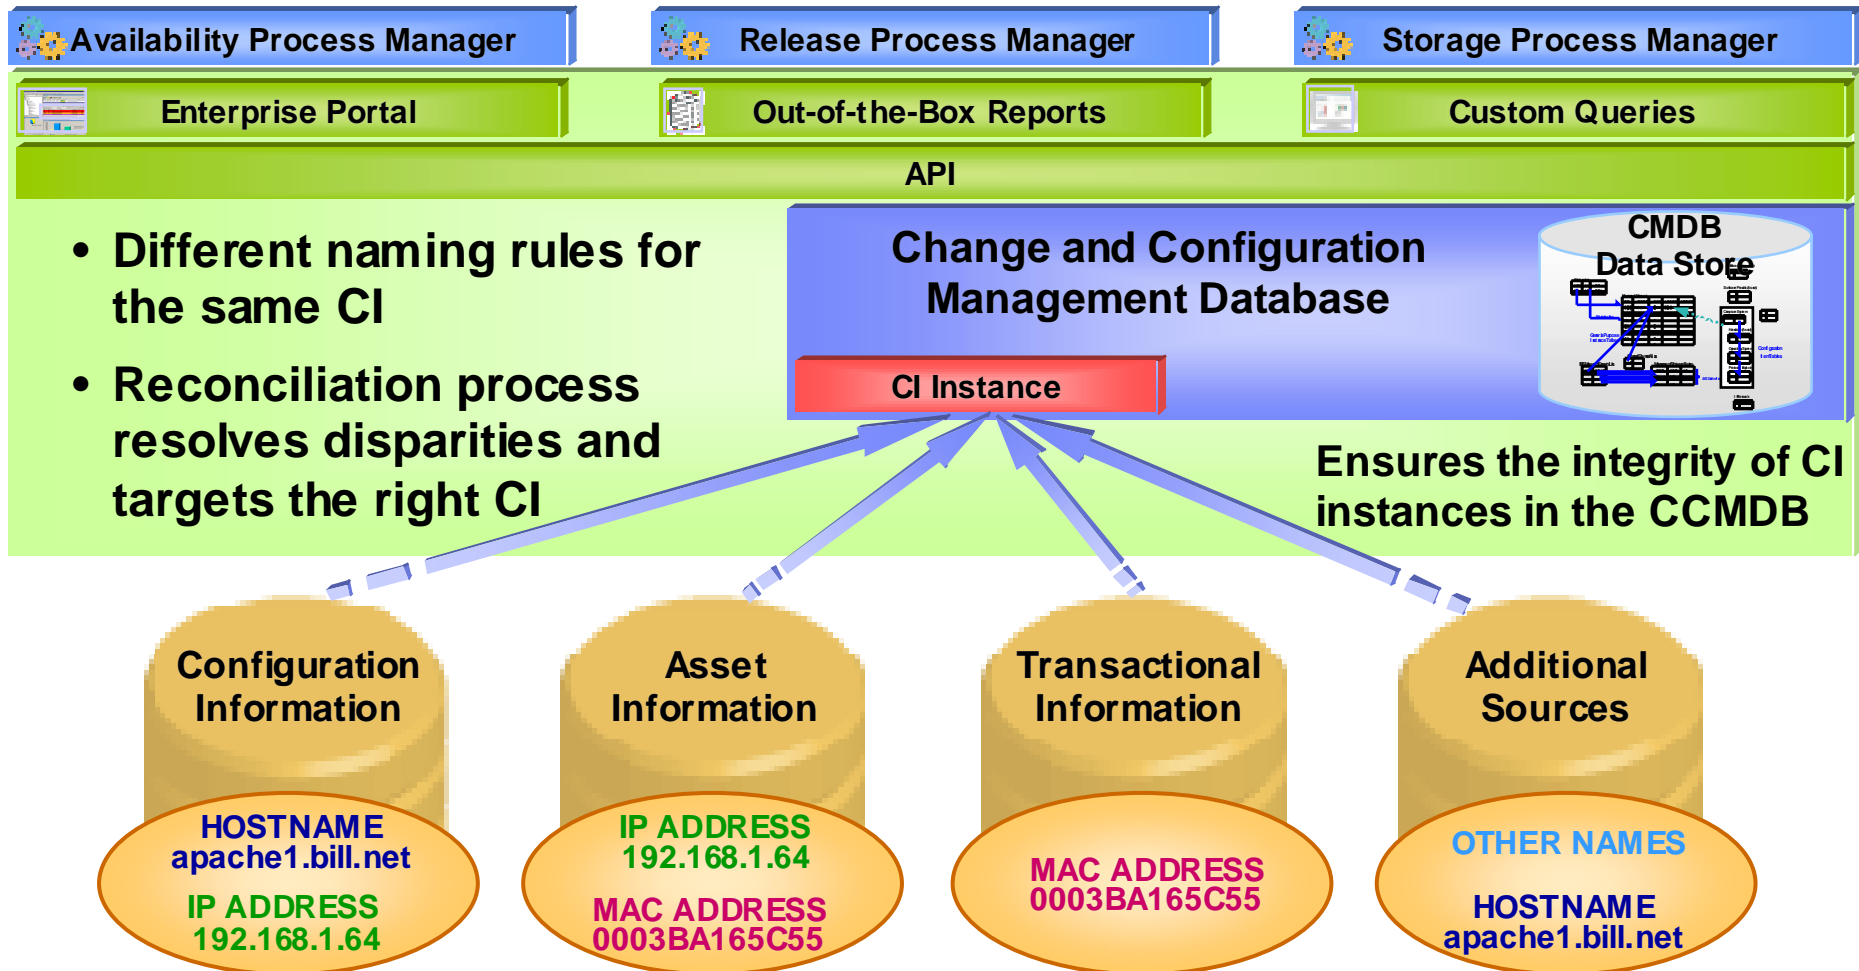 Availability Process Manager
Release Process Manager
Storage Process Manager
Enterprise Portal
Out-of-the-Box Reports
Custom Queries
API
• Different naming rules for
the same CI
• Reconciliation process
resolves disparities and
targets the right CI
Change and Configuration
Management Database
CMDB
Data Store
CI Instance
Ensures the integrity of CI
instances in the CCMDB
Configuration
Information
Asset
Information
Transactional
Information
Additional
Sources
HOSTNAME
apache1.bill.net
IP ADDRESS
192.168.1.64
IP ADDRESS
192.168.1.64
MAC ADDRESS
0003BA165C55
MAC ADDRESS
0003BA165C55
OTHER NAMES
HOSTNAME
apache1.bill.net